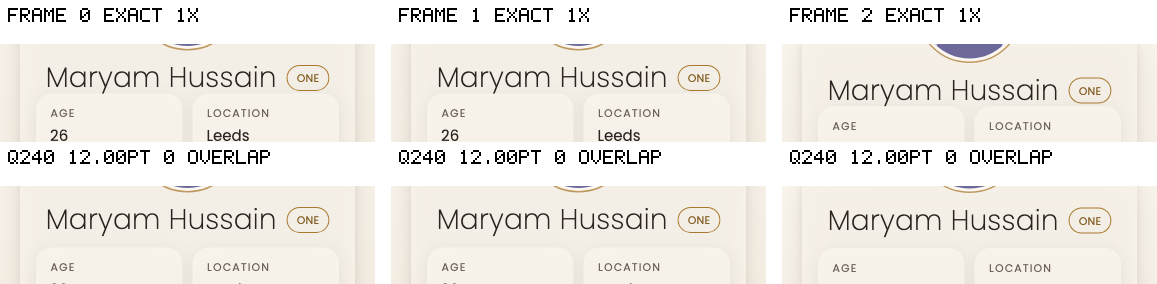 FRAME 0 EXACT 1X FRAME 1 EXACT 1X FRAME 2 EXACT 1X
Maryam Hussain ONE Maryam Hussain ONE Maryam Hussain ONE
AGE LOCATION AGE LOCATION AGE LOCATION
26 Leeds 26 Leeds
Q240 12.00PT 0 OVERLAP Q240 12.00PT 0 OVERLAP Q240 12.00PT 0 OVERLAP
Maryam Hussain ONE Maryam Hussain ONE Maryam Hussain ONE
AGE LOCATION AGE LOCATION AGE LOCATION